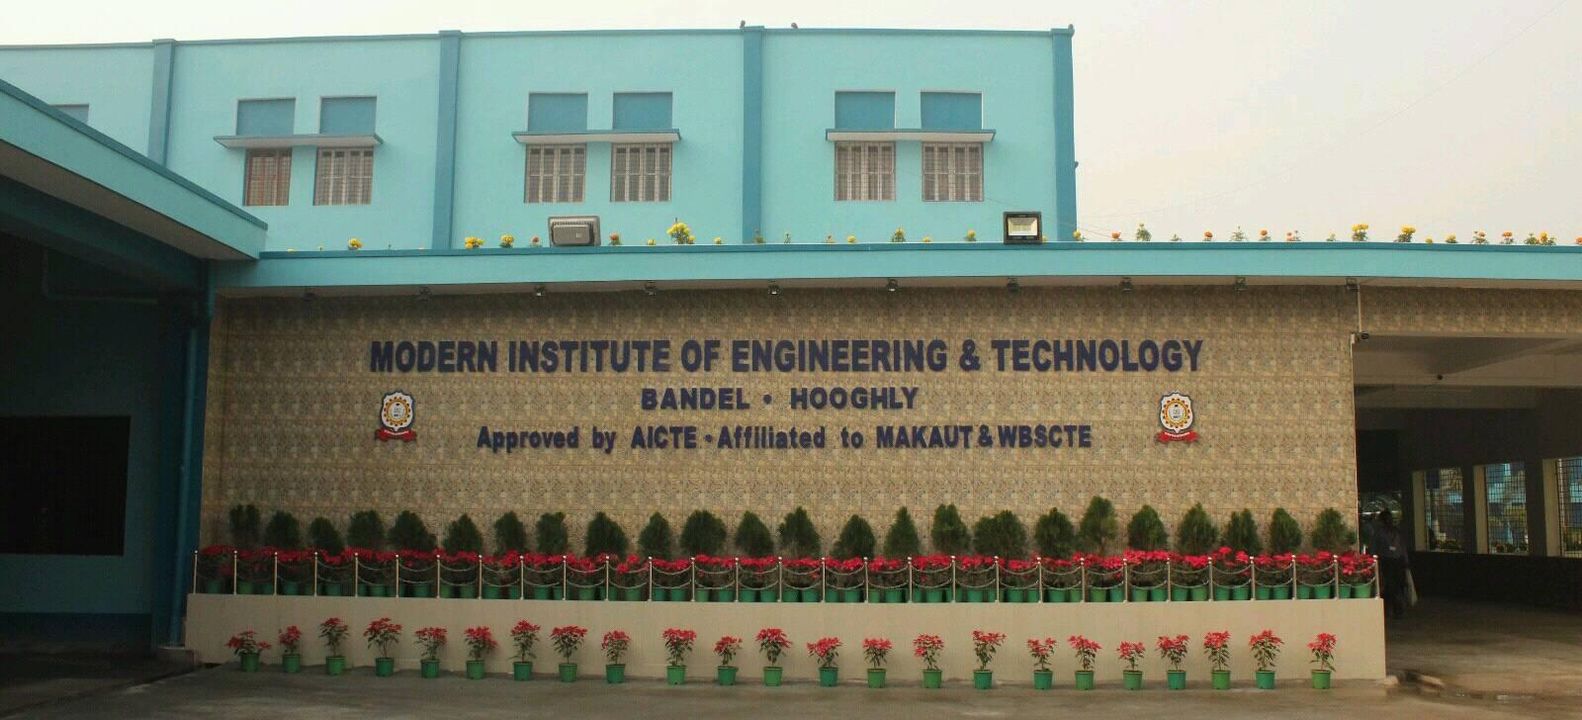 MODERN INSTITUTE OF ENGINEERING & TECHNOLOGY
BANDEL • HOOGHLY
Approved by AICTE • Affiliated to MAKAUT & WBSCTE